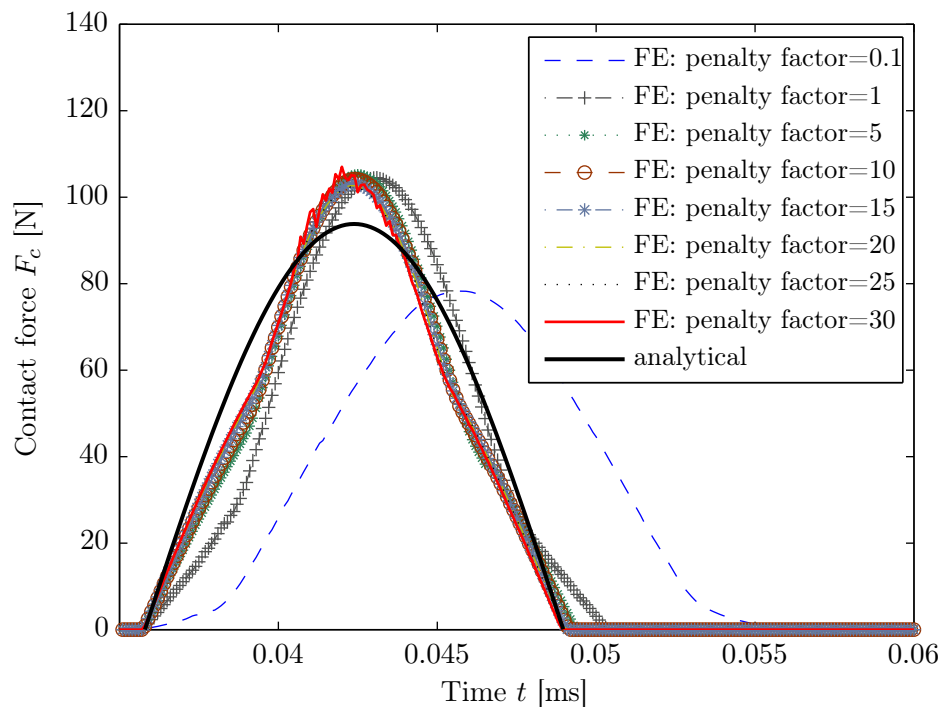 140
120
100
80
60
40
20
0
Contact force F_c [N]
FE: penalty factor=0.1
FE: penalty factor=1
FE: penalty factor=5
FE: penalty factor=10
FE: penalty factor=15
FE: penalty factor=20
FE: penalty factor=25
FE: penalty factor=30
analytical
0.04 0.045 0.05 0.055 0.06
Time t [ms]